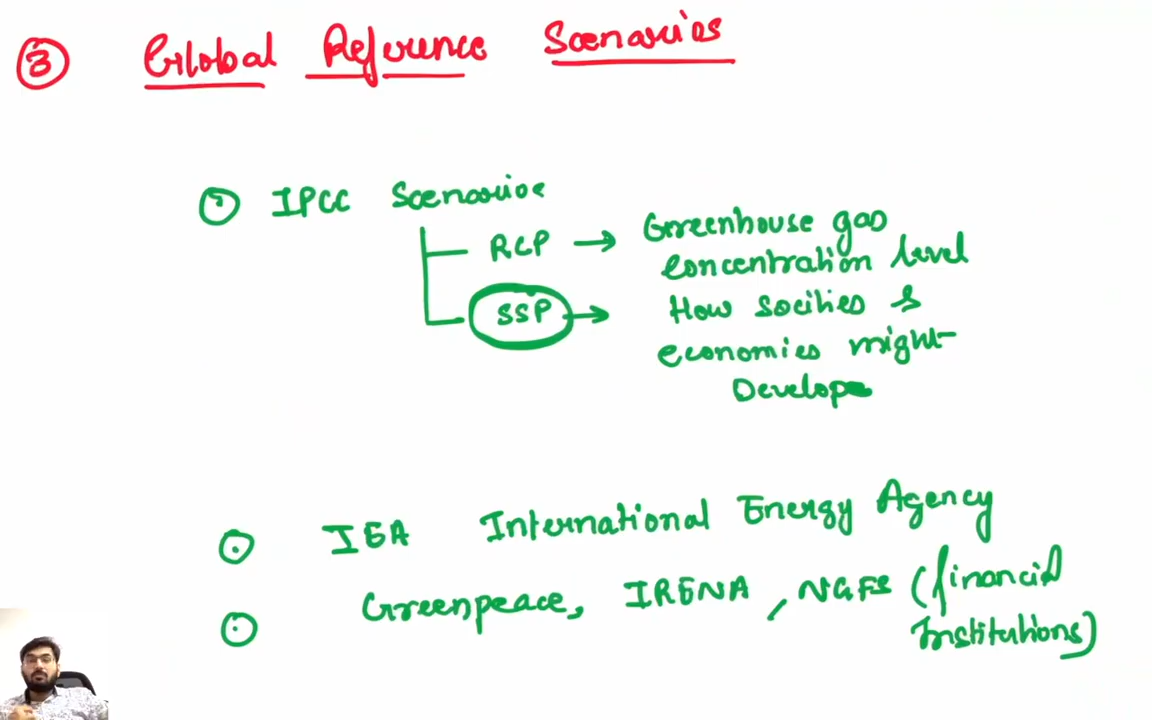 3 Global Reference Scenarios
IPCC Scenarios
RCP → Greenhouse gas
concentration level
SSP → How socities &
economies might
Develop
IEA International Energy Agency
Greenpeace, IRENA, NGFS (financial
Institutions)